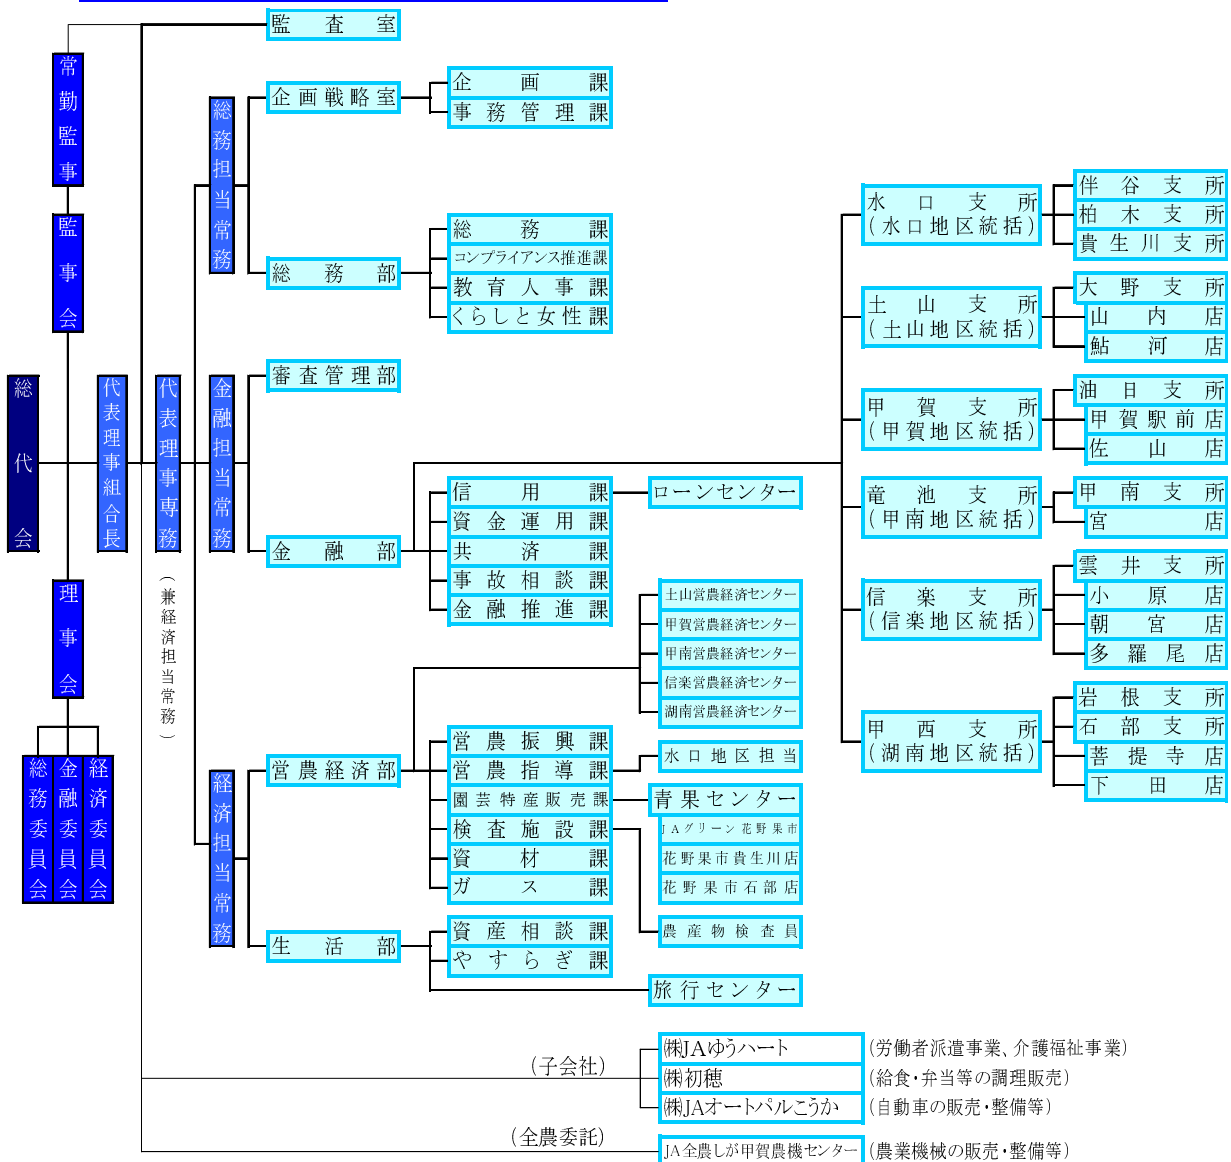 監査室
常勤監事
監事会
総代会
理事会
総務委員会
金融委員会
経済委員会
代表理事組合長
代表理事専務
(兼経済担当常務)
総務担当常務
企画戦略室
企画課
事務管理課
総務部
総務課
コンプライアンス推進課
教育人事課
くらしと女性課
金融担当常務
審査管理部
金融部
信用課
ローンセンター
資金運用課
共済課
事故相談課
金融推進課
水口支所
(水口地区統括)
伴谷支所
柏木支所
貴生川支所
土山支所
(土山地区統括)
大野支所
山内店
鮎河店
甲賀支所
(甲賀地区統括)
油日支所
甲賀駅前店
佐山店
竜池支所
(甲南地区統括)
甲南支所
宮店
信楽支所
(信楽地区統括)
雲井支所
小原店
朝宮店
多羅尾店
甲西支所
(湖南地区統括)
岩根支所
石部支所
菩提寺店
下田店
経済担当常務
営農経済部
土山営農経済センター
甲賀営農経済センター
甲南営農経済センター
信楽営農経済センター
湖南営農経済センター
営農振興課
営農指導課
水口地区担当
園芸特産販売課
青果センター
JAグリーン花野果市
花野果市貴生川店
花野果市石部店
検査施設課
農産物検査員
資材課
ガス課
生活部
資産相談課
やすらぎ課
旅行センター
(子会社)
㈱JAゆうハート
(労働者派遣事業、介護福祉事業)
㈱初穂
(給食・弁当等の調理販売)
㈱JAオートパルこうか
(自動車の販売・整備等)
(全農委託)
JA全農しが甲賀農機センター
(農業機械の販売・整備等)